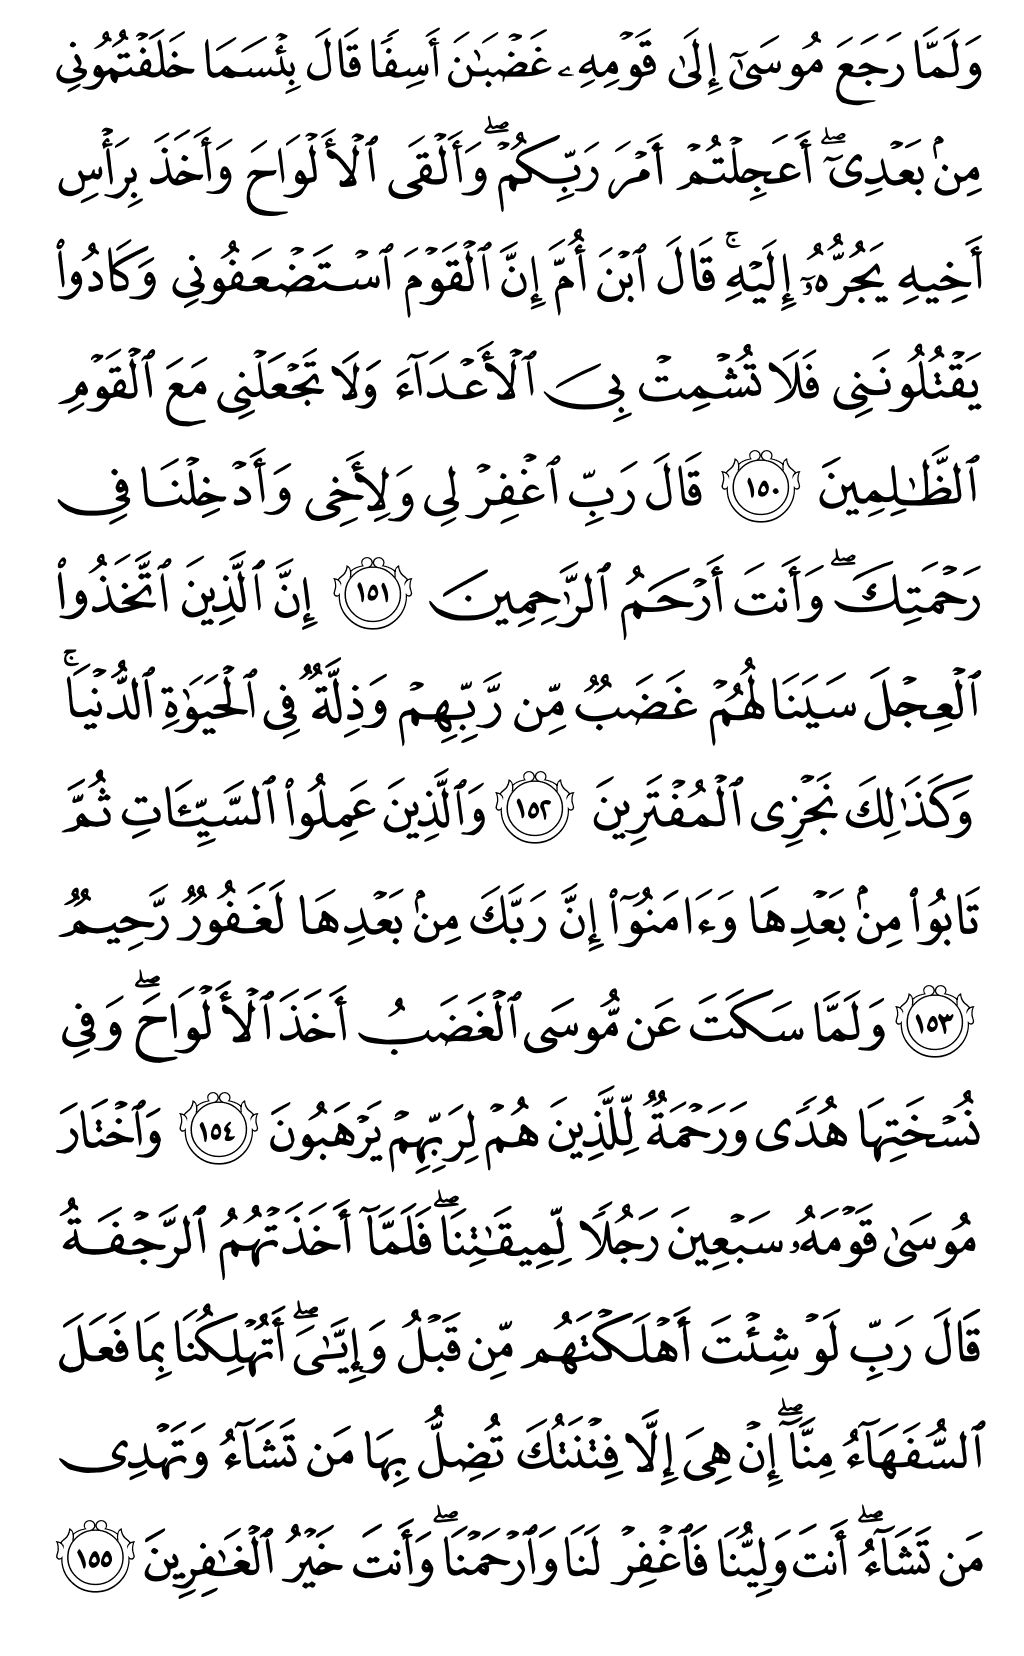 وَلَمَّا رَجَعَ مُوسَىٰٓ إِلَىٰ قَوۡمِهِۦ غَضۡبَٰنَ أَسِفٗا قَالَ بِئۡسَمَا خَلَفۡتُمُونِي
مِنۢ بَعۡدِيٓۖ أَعَجِلۡتُمۡ أَمۡرَ رَبِّكُمۡۖ وَأَلۡقَى ٱلۡأَلۡوَاحَ وَأَخَذَ بِرَأۡسِ
أَخِيهِ يَجُرُّهُۥٓ إِلَيۡهِۚ قَالَ ٱبۡنَ أُمَّ إِنَّ ٱلۡقَوۡمَ ٱسۡتَضۡعَفُونِي وَكَادُواْ
يَقۡتُلُونَنِي فَلَا تُشۡمِتۡ بِيَ ٱلۡأَعۡدَآءَ وَلَا تَجۡعَلۡنِي مَعَ ٱلۡقَوۡمِ
ٱلظَّٰلِمِينَ ١٥٠ قَالَ رَبِّ ٱغۡفِرۡ لِي وَلِأَخِي وَأَدۡخِلۡنَا فِي
رَحۡمَتِكَۖ وَأَنتَ أَرۡحَمُ ٱلرَّٰحِمِينَ ١٥١ إِنَّ ٱلَّذِينَ ٱتَّخَذُواْ
ٱلۡعِجۡلَ سَيَنَالُهُمۡ غَضَبٞ مِّن رَّبِّهِمۡ وَذِلَّةٞ فِي ٱلۡحَيَوٰةِ ٱلدُّنۡيَاۚ
وَكَذَٰلِكَ نَجۡزِي ٱلۡمُفۡتَرِينَ ١٥٢ وَٱلَّذِينَ عَمِلُواْ ٱلسَّيِّـَٔاتِ ثُمَّ
تَابُواْ مِنۢ بَعۡدِهَا وَءَامَنُوٓاْ إِنَّ رَبَّكَ مِنۢ بَعۡدِهَا لَغَفُورٞ رَّحِيمٞ
١٥٣ وَلَمَّا سَكَتَ عَن مُّوسَى ٱلۡغَضَبُ أَخَذَ ٱلۡأَلۡوَاحَۖ وَفِي
نُسۡخَتِهَا هُدٗى وَرَحۡمَةٞ لِّلَّذِينَ هُمۡ لِرَبِّهِمۡ يَرۡهَبُونَ ١٥٤ وَٱخۡتَارَ
مُوسَىٰ قَوۡمَهُۥ سَبۡعِينَ رَجُلٗا لِّمِيقَٰتِنَاۖ فَلَمَّآ أَخَذَتۡهُمُ ٱلرَّجۡفَةُ
قَالَ رَبِّ لَوۡ شِئۡتَ أَهۡلَكۡتَهُم مِّن قَبۡلُ وَإِيَّٰيَۖ أَتُهۡلِكُنَا بِمَا فَعَلَ
ٱلسُّفَهَآءُ مِنَّآۖ إِنۡ هِيَ إِلَّا فِتۡنَتُكَ تُضِلُّ بِهَا مَن تَشَآءُ وَتَهۡدِي
مَن تَشَآءُۖ أَنتَ وَلِيُّنَا فَٱغۡفِرۡ لَنَا وَٱرۡحَمۡنَاۖ وَأَنتَ خَيۡرُ ٱلۡغَٰفِرِينَ ١٥٥